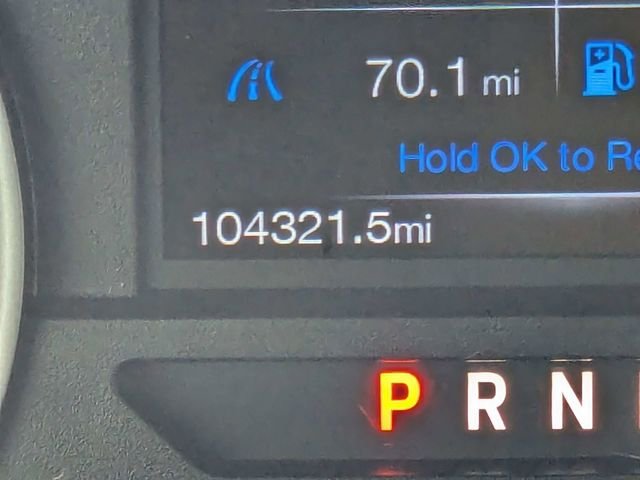 70.1 mi
Hold OK to Re
104321.5mi
P R N